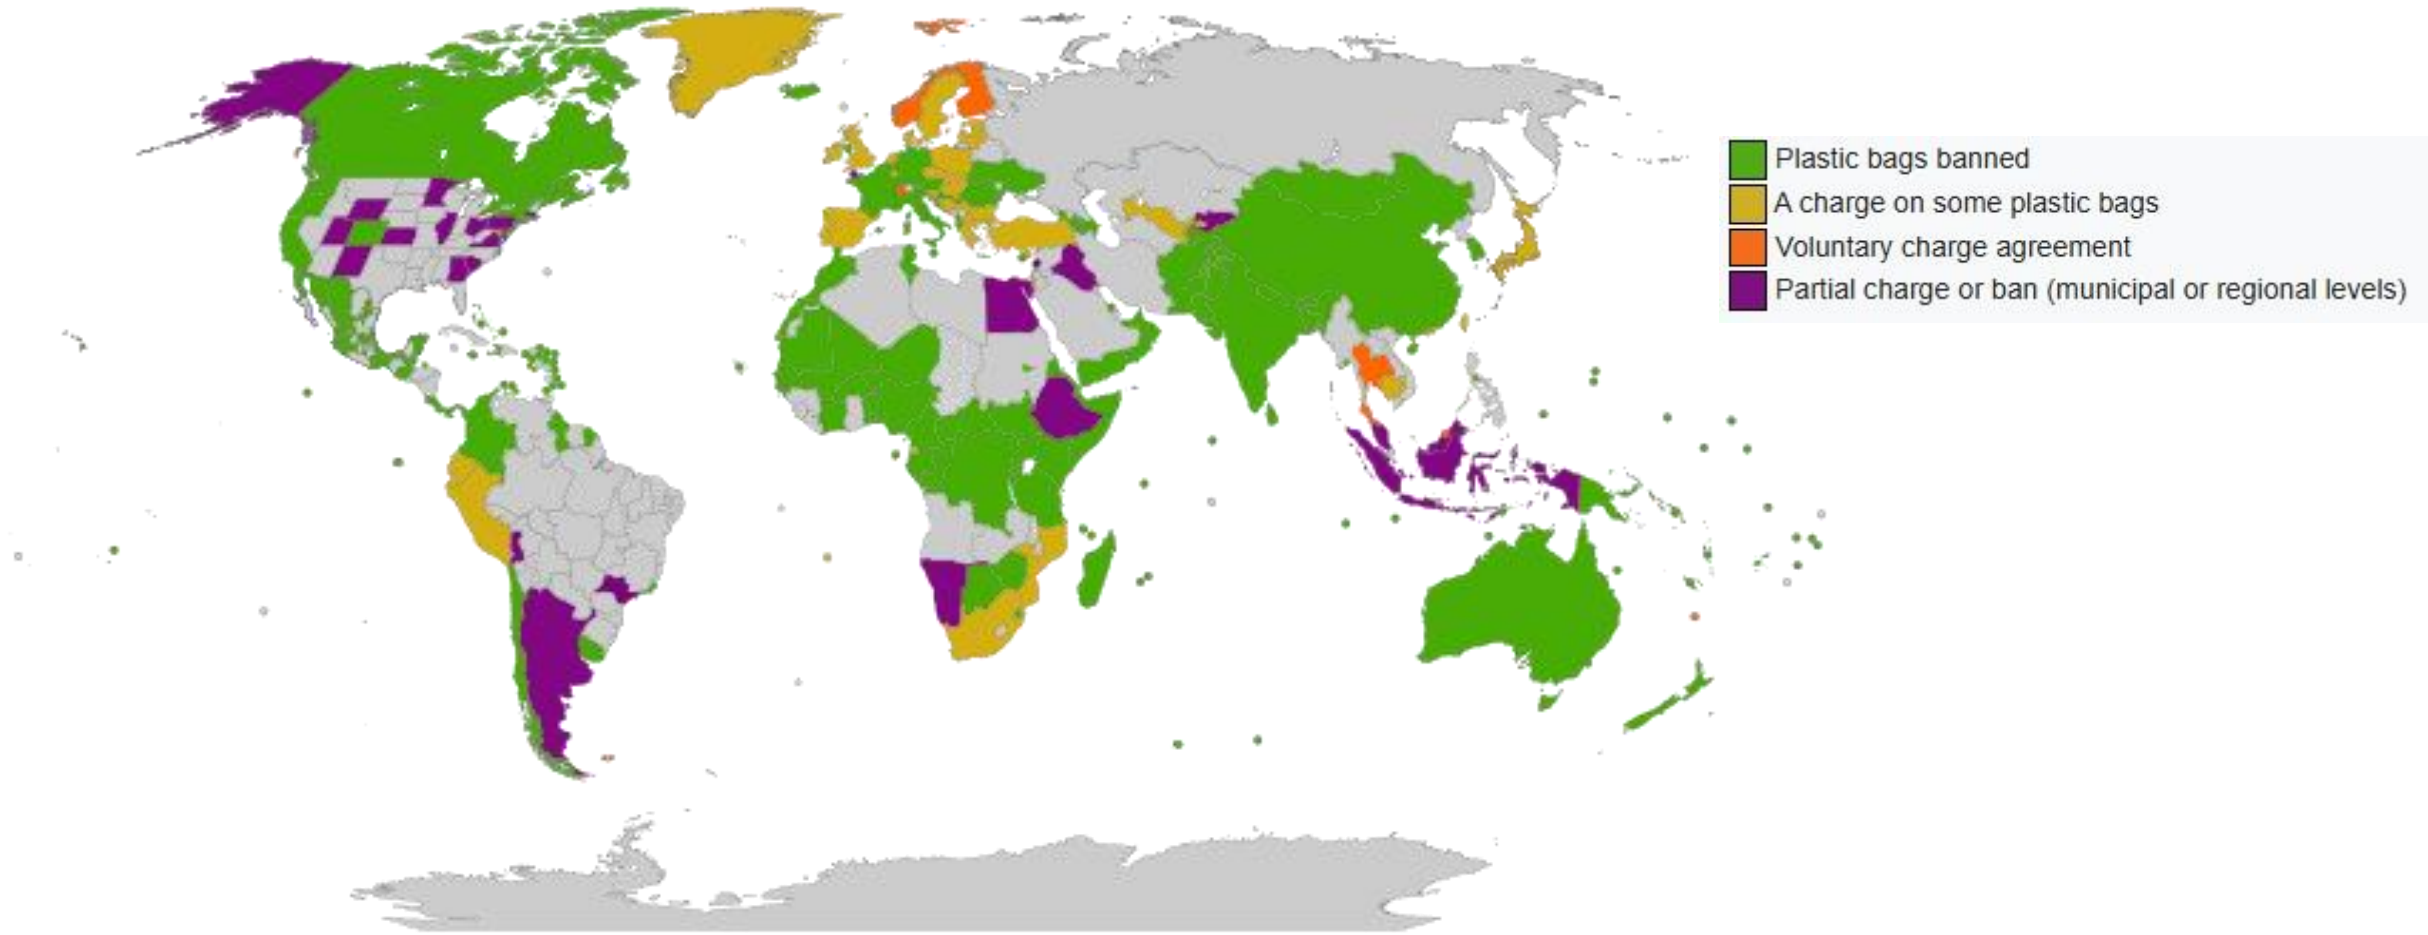 Plastic bags banned
A charge on some plastic bags
Voluntary charge agreement
Partial charge or ban (municipal or regional levels)